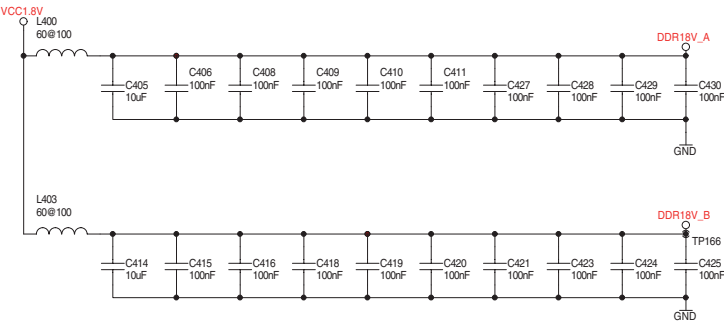 VCC1.8V
L400
60@100
DDR18V_A
C405
10uF
C406
100nF
C408
100nF
C409
100nF
C410
100nF
C411
100nF
C427
100nF
C428
100nF
C429
100nF
C430
100nF
GND
L403
60@100
DDR18V_B
TP166
C414
10uF
C415
100nF
C416
100nF
C418
100nF
C419
100nF
C420
100nF
C421
100nF
C423
100nF
C424
100nF
C425
100nF
GND